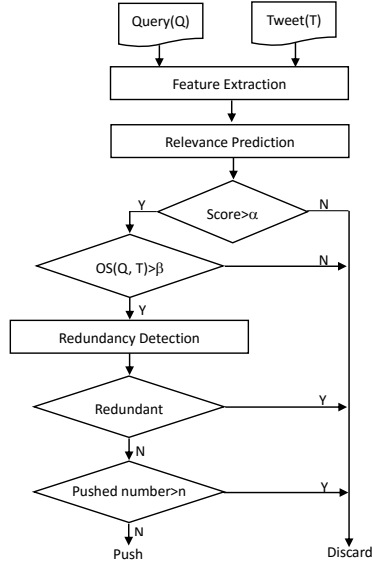 Query(Q)
Tweet(T)
Feature Extraction
Relevance Prediction
Score>α
Y
N
OS(Q, T)>β
N
Y
Redundancy Detection
Redundant
Y
N
Pushed number>n
Y
N
Push
Discard